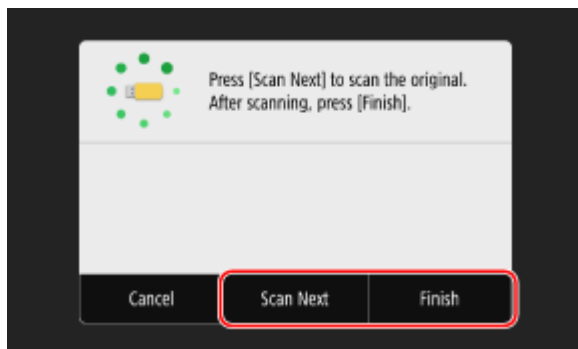 Press [Scan Next] to scan the original.
After scanning, press [Finish].
Cancel Scan Next Finish